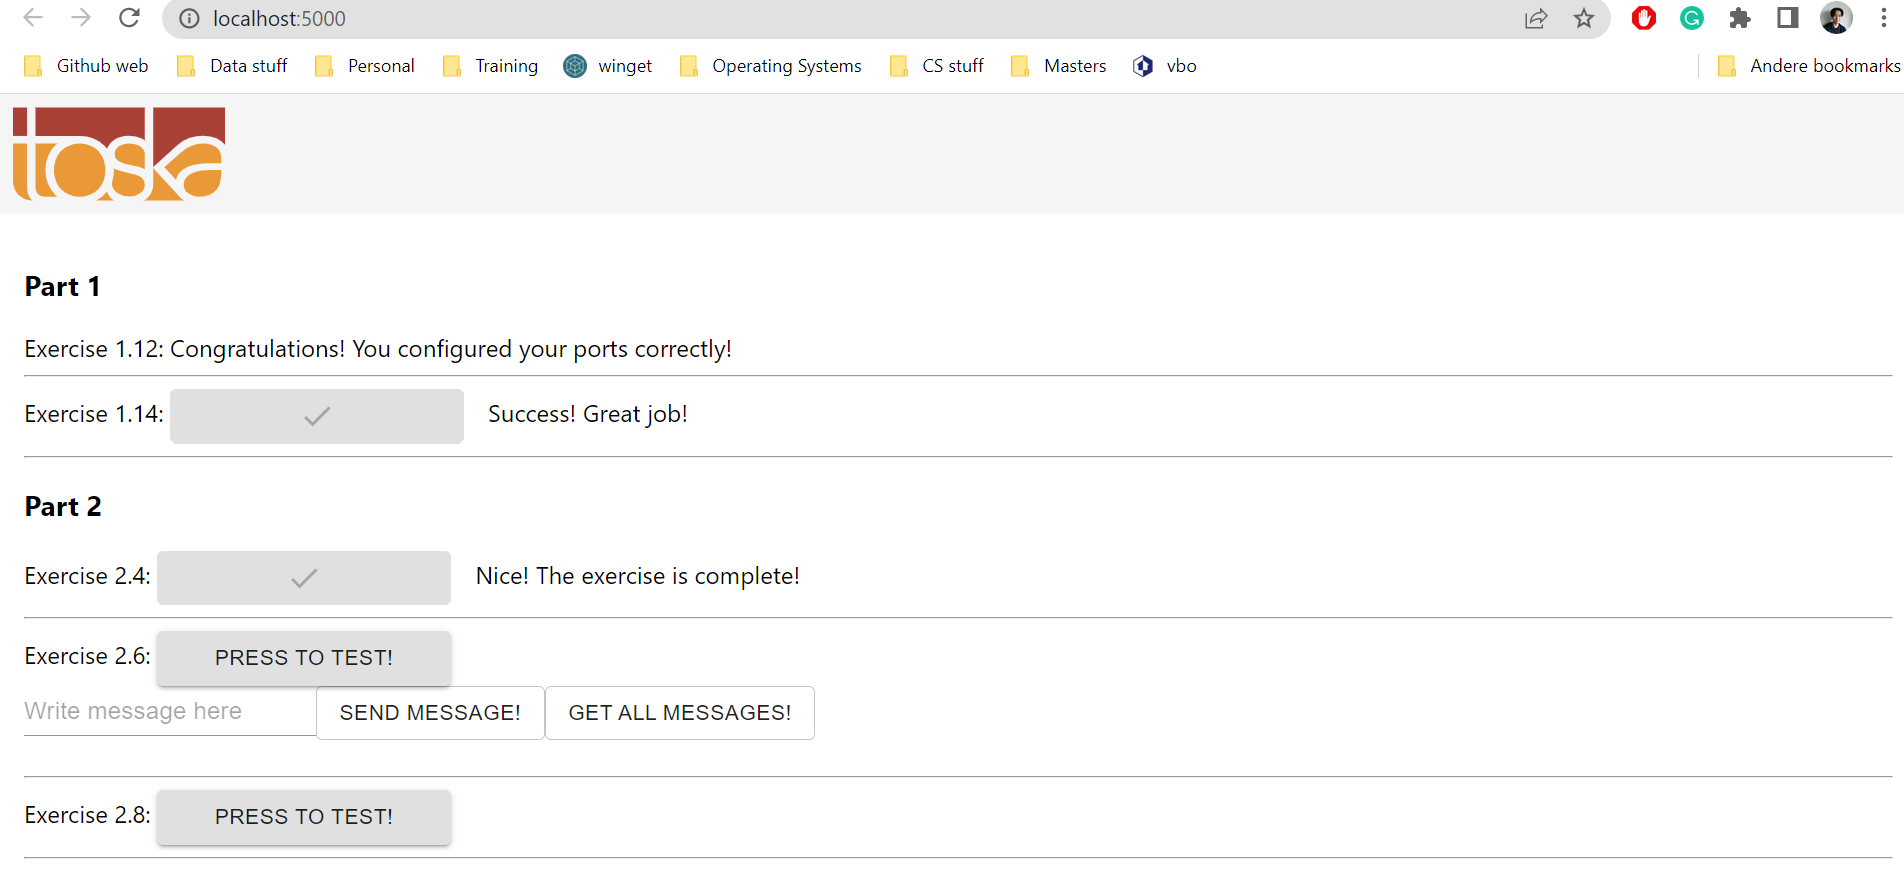 localhost:5000
Github web Data stuff Personal Training winget Operating Systems CS stuff Masters vbo Andere bookmarks
toska
Part 1
Exercise 1.12: Congratulations! You configured your ports correctly!
Exercise 1.14: Success! Great job!
Part 2
Exercise 2.4: Nice! The exercise is complete!
Exercise 2.6: PRESS TO TEST!
Write message here SEND MESSAGE! GET ALL MESSAGES!
Exercise 2.8: PRESS TO TEST!